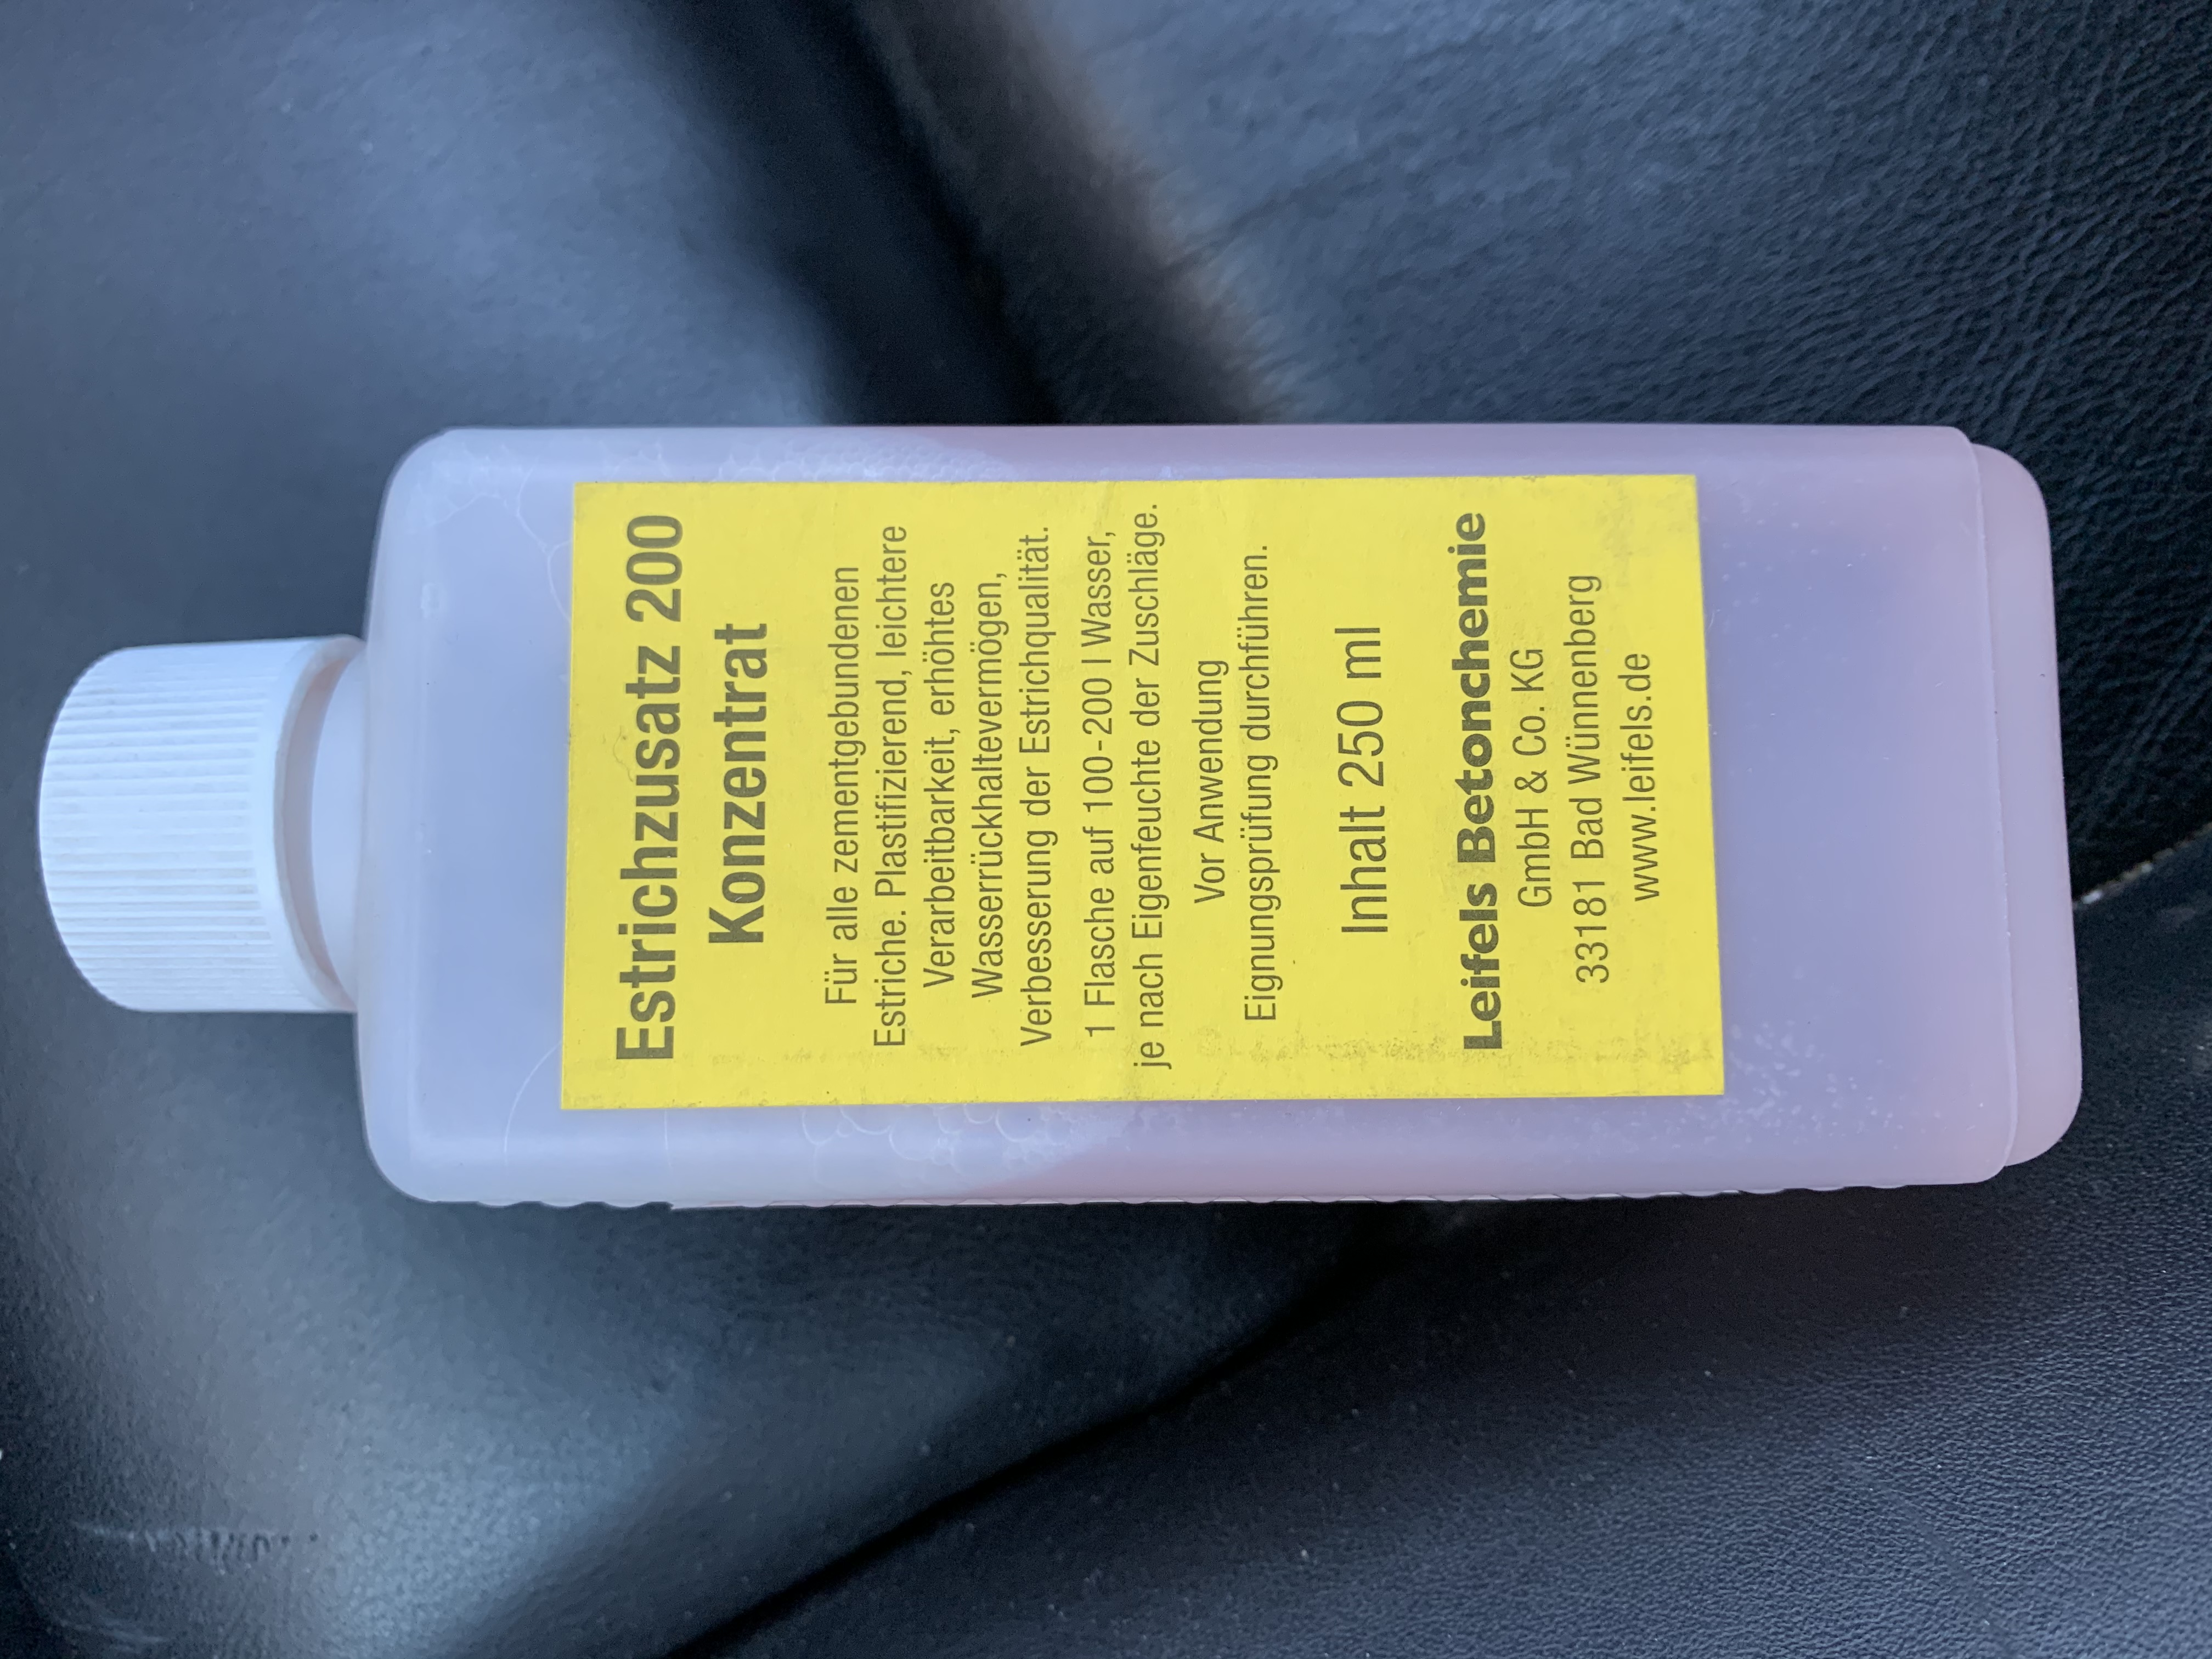 Estrichzusatz 200
Konzentrat
Für alle zementgebundenen
Estriche. Plastifizierend, leichtere
Verarbeitbarkeit, erhöhtes
Wasserrückhaltevermögen,
Verbesserung der Estrichqualität.
1 Flasche auf 100-200 l Wasser,
je nach Eigenfeuchte der Zuschläge.
Vor Anwendung
Eignungsprüfung durchführen.
Inhalt 250 ml
Leifels Betonchemie
GmbH & Co. KG
33181 Bad Wünnenberg
www.leifels.de